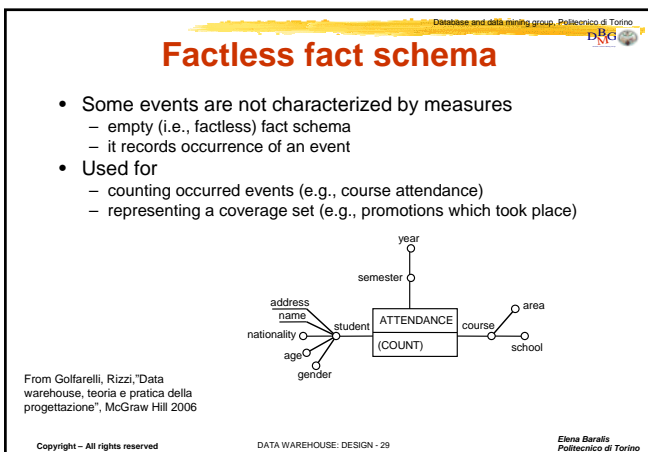 Database and data mining group, Politecnico di Torino
DBMG
Factless fact schema
• Some events are not characterized by measures
– empty (i.e., factless) fact schema
– it records occurrence of an event
• Used for
– counting occurred events (e.g., course attendance)
– representing a coverage set (e.g., promotions which took place)
year
semester
address
name
nationality
age
gender
student
ATTENDANCE
(COUNT)
course
area
school
From Golfarelli, Rizzi,"Data
warehouse, teoria e pratica della
progettazione", McGraw Hill 2006
Copyright – All rights reserved
DATA WAREHOUSE: DESIGN - 29
Elena Baralis
Politecnico di Torino